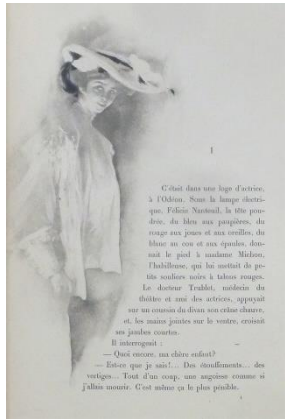 I
C'était dans une loge d'actrice,
à l'Odéon. Sous la lampe électri-
que, Félicie Nanteuil, la tête pou-
drée, du bleu aux paupières, du
rouge aux joues et aux oreilles, du
blanc au cou et aux épaules, don-
nait le pied à madame Michon,
l'habilleuse, qui lui mettait de pe-
tits souliers noirs à talons rouges.
Le docteur Trublet, médecin du
théâtre et ami des actrices, appuyait
sur un coussin du divan son crâne chauve,
et, les mains jointes sur le ventre, croisait
ses jambes courtes.
Il interrogeait :
— Quoi encore, ma chère enfant?
— Est-ce que je sais!... Des étouffements... des
vertiges... Tout d'un coup, une angoisse comme si
j'allais mourir. C'est même ça le plus pénible.